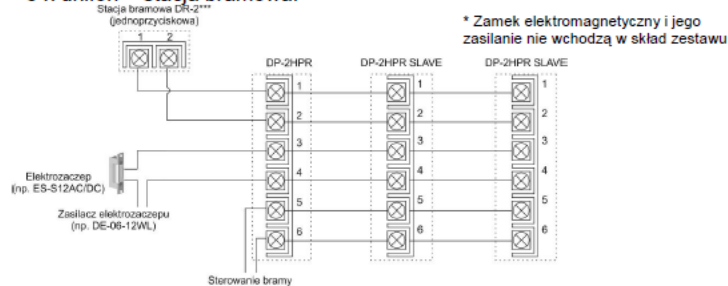 Stacja bramowa DR-2***
(jednoprzyciskowa)
1 2
* Zamek elektromagnetyczny i jego
zasilanie nie wchodzą w skład zestawu
DP-2HPR DP-2HPR SLAVE DP-2HPR SLAVE
1 1 1
2 2 2
3 3 3
4 4 4
5 5 5
6 6 6
Elektrozaczep
(np. ES-S12AC/DC)
Zasilacz elektrozaczepu
(np. DE-06-12WL)
Sterowanie bramy